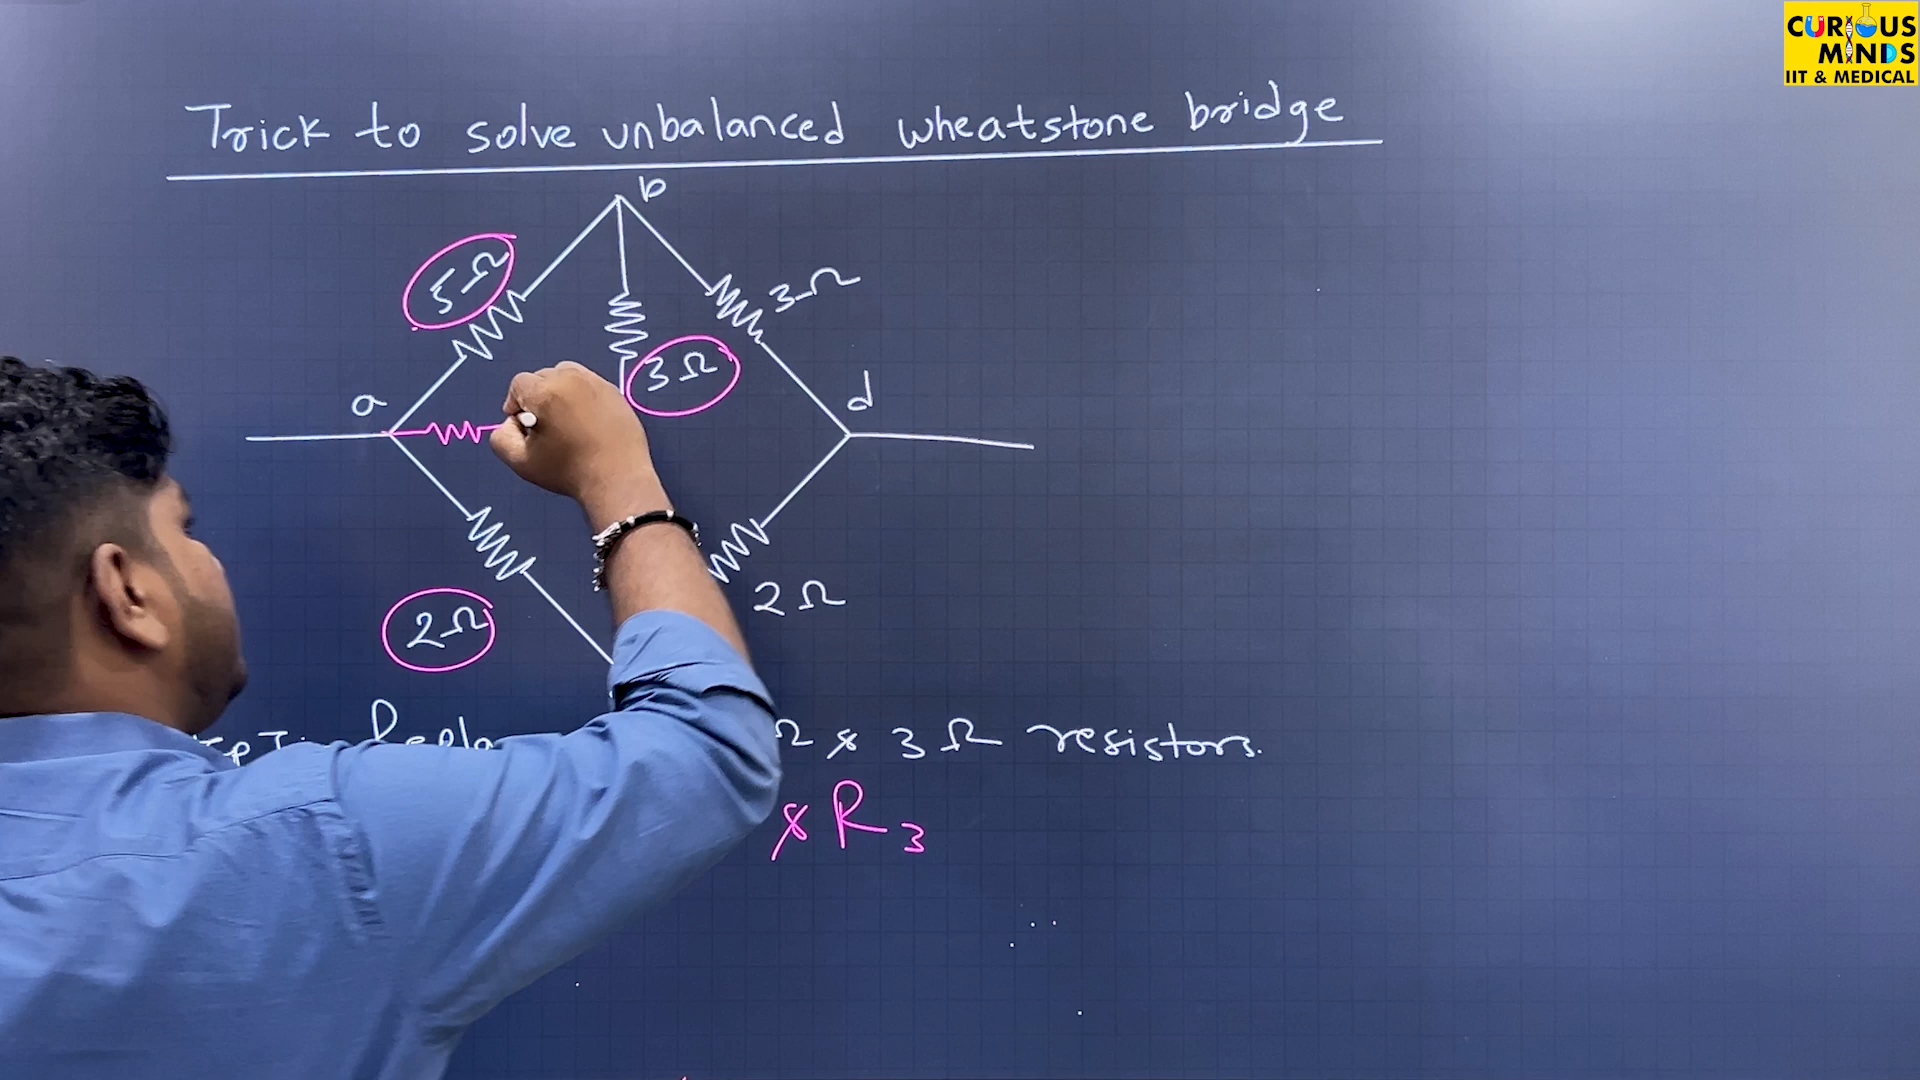 CURIOUS
MINDS
IIT & MEDICAL
Trick to solve unbalanced wheatstone bridge
b
5Ω
3Ω
3Ω
a
d
2Ω
2Ω
Ω & 3Ω resistors.
& R3